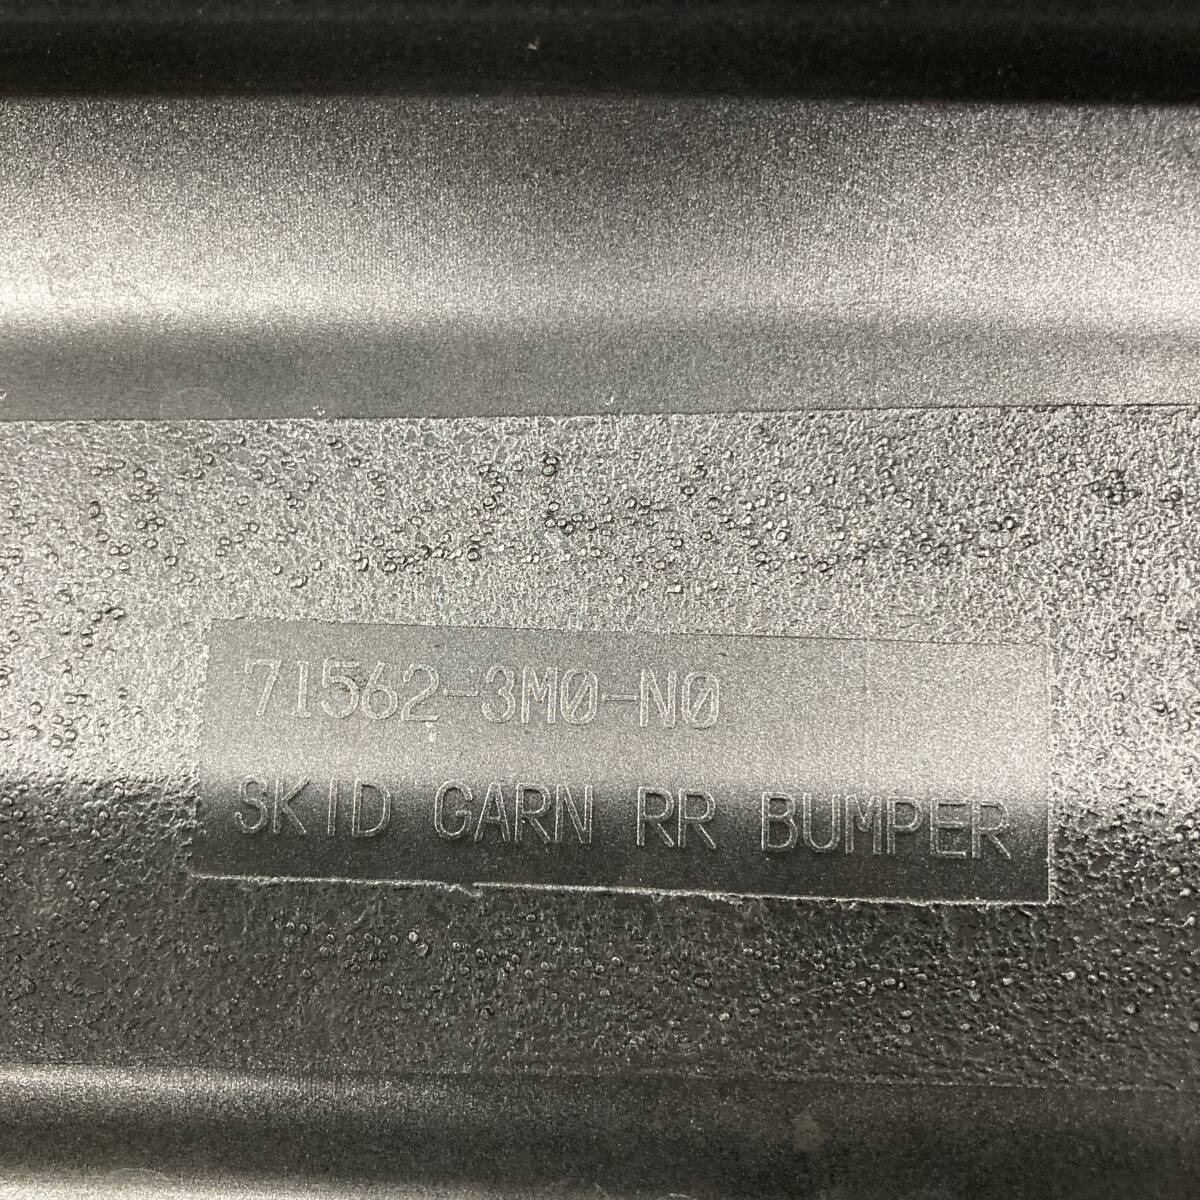 71562-3M0-N0
SKID GARN RR BUMPER